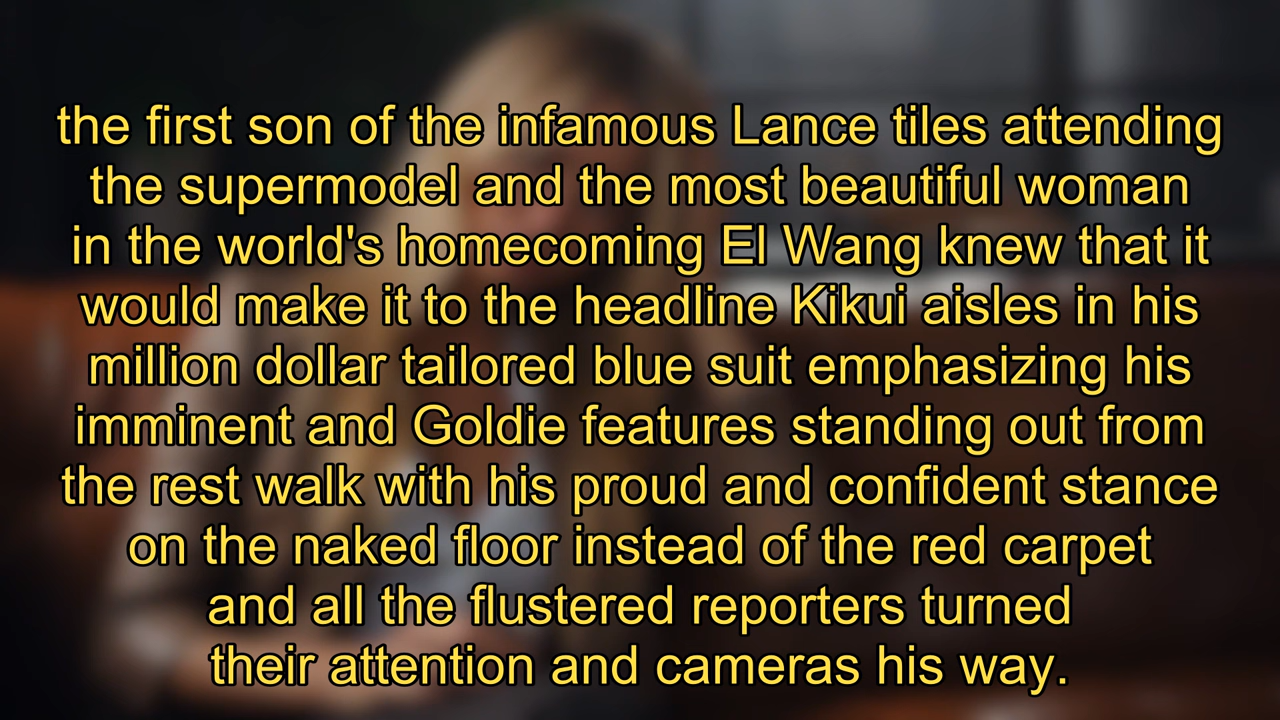 the first son of the infamous Lance tiles attending
the supermodel and the most beautiful woman
in the world's homecoming El Wang knew that it
would make it to the headline Kikui aisles in his
million dollar tailored blue suit emphasizing his
imminent and Goldie features standing out from
the rest walk with his proud and confident stance
on the naked floor instead of the red carpet
and all the flustered reporters turned
their attention and cameras his way.